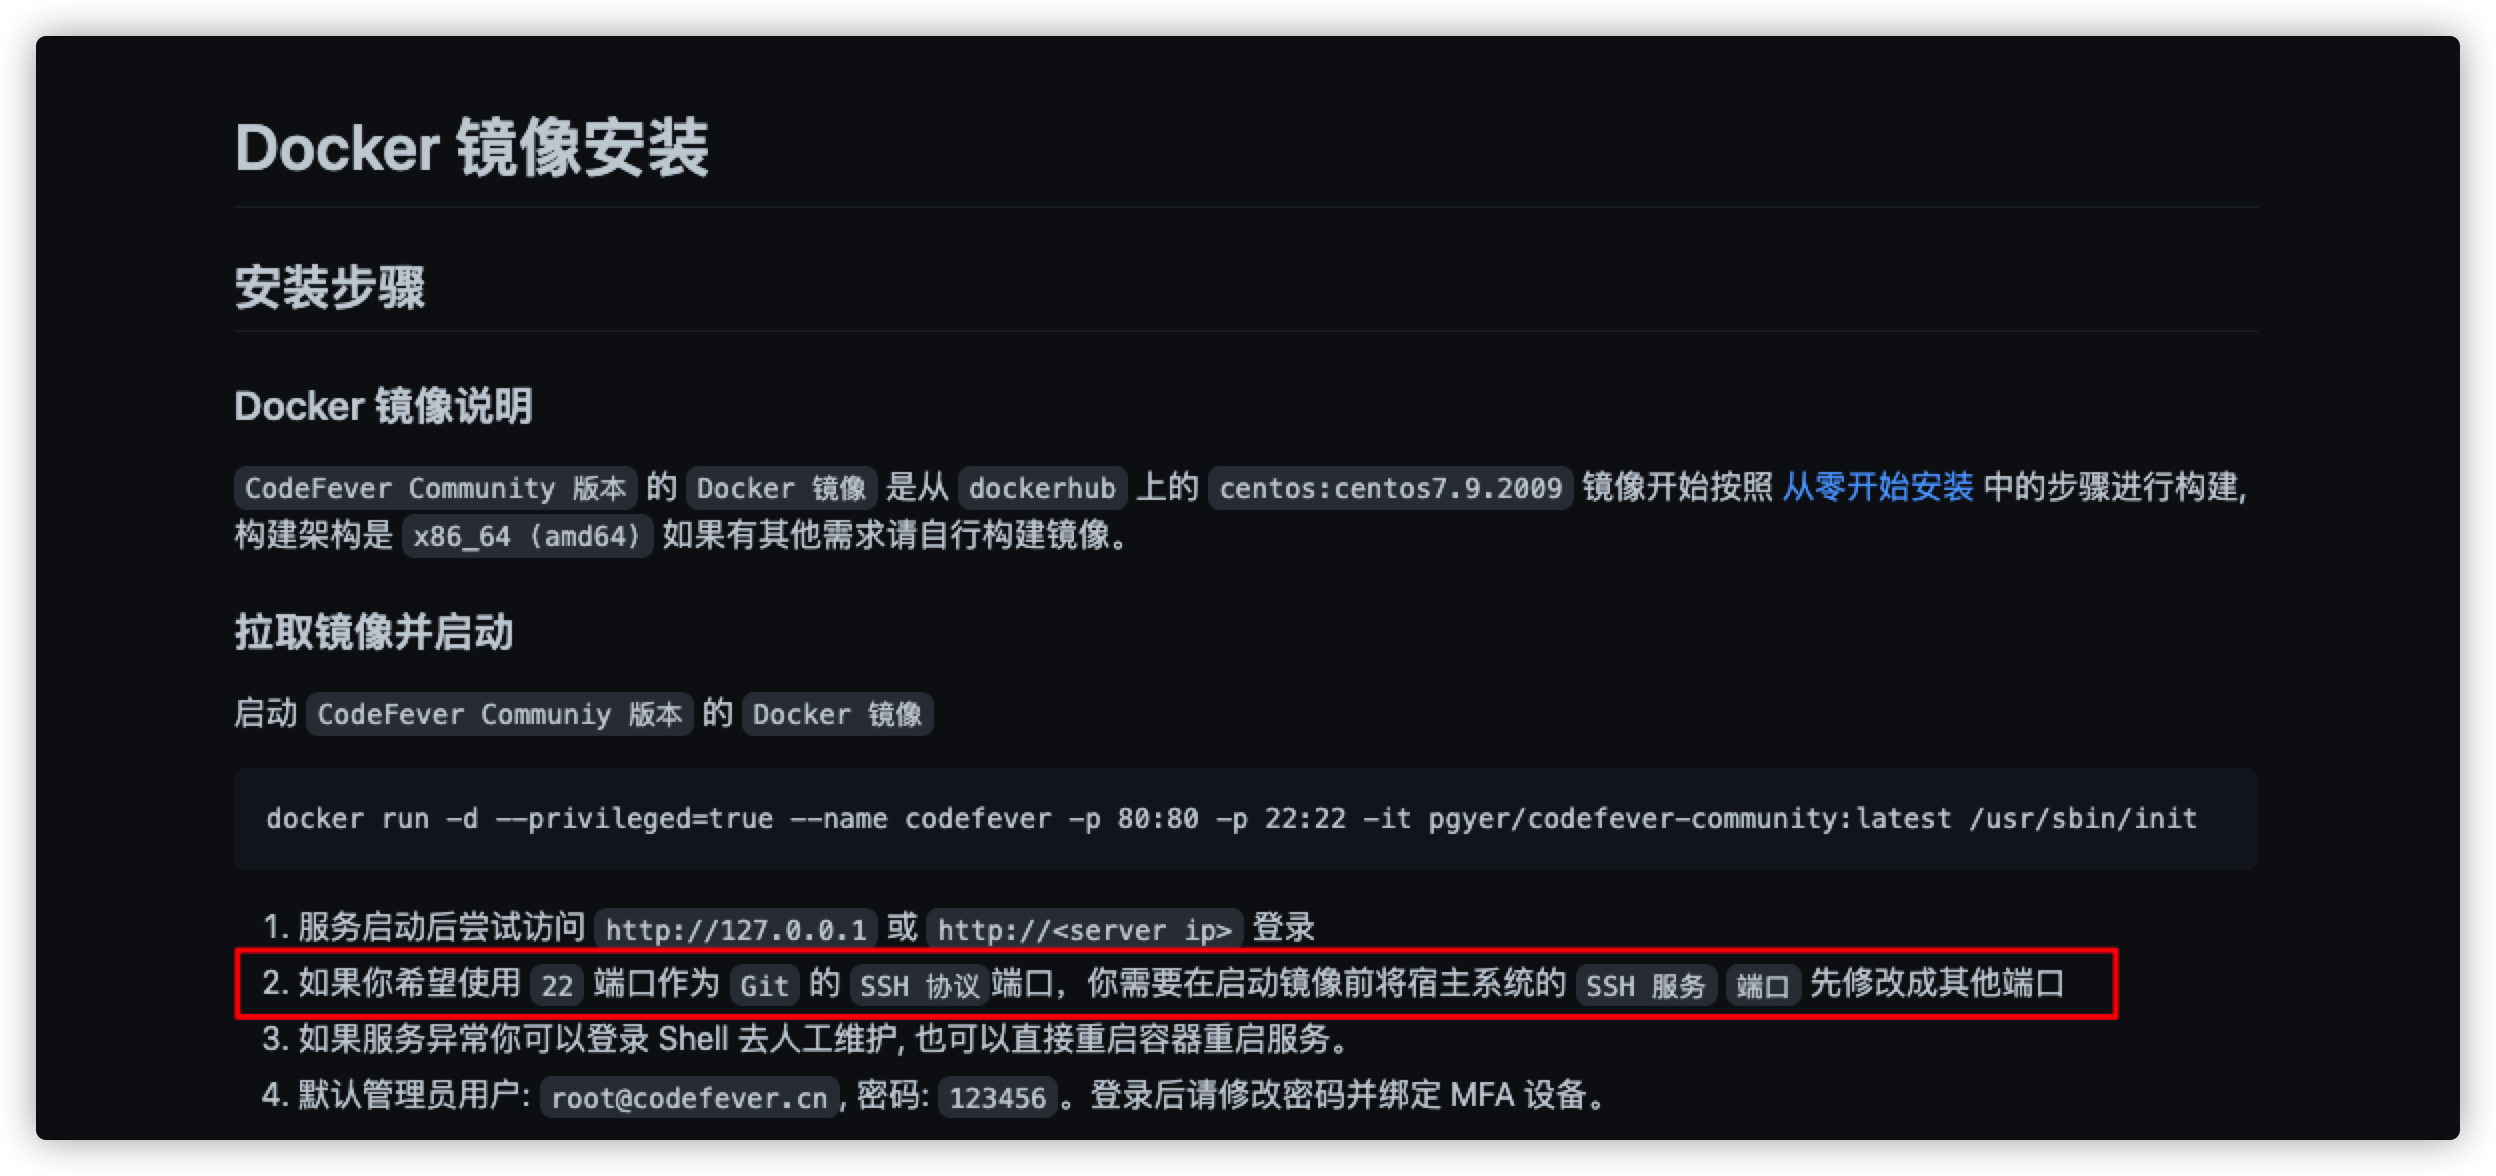 Docker 镜像安装
安装步骤
Docker 镜像说明
CodeFever Community 版本 的 Docker 镜像 是从 dockerhub 上的 centos:centos7.9.2009 镜像开始按照 从零开始安装 中的步骤进行构建,
构建架构是 x86_64 (amd64) 如果有其他需求请自行构建镜像。
拉取镜像并启动
启动 CodeFever Communiy 版本 的 Docker 镜像
docker run -d --privileged=true --name codefever -p 80:80 -p 22:22 -it pgyer/codefever-community:latest /usr/sbin/init
1. 服务启动后尝试访问 http://127.0.0.1 或 http://<server ip> 登录
2. 如果你希望使用 22 端口作为 Git 的 SSH 协议 端口，你需要在启动镜像前将宿主系统的 SSH 服务 端口 先修改成其他端口
3. 如果服务异常你可以登录 Shell 去人工维护, 也可以直接重启容器重启服务。
4. 默认管理员用户: root@codefever.cn, 密码: 123456 。登录后请修改密码并绑定 MFA 设备。